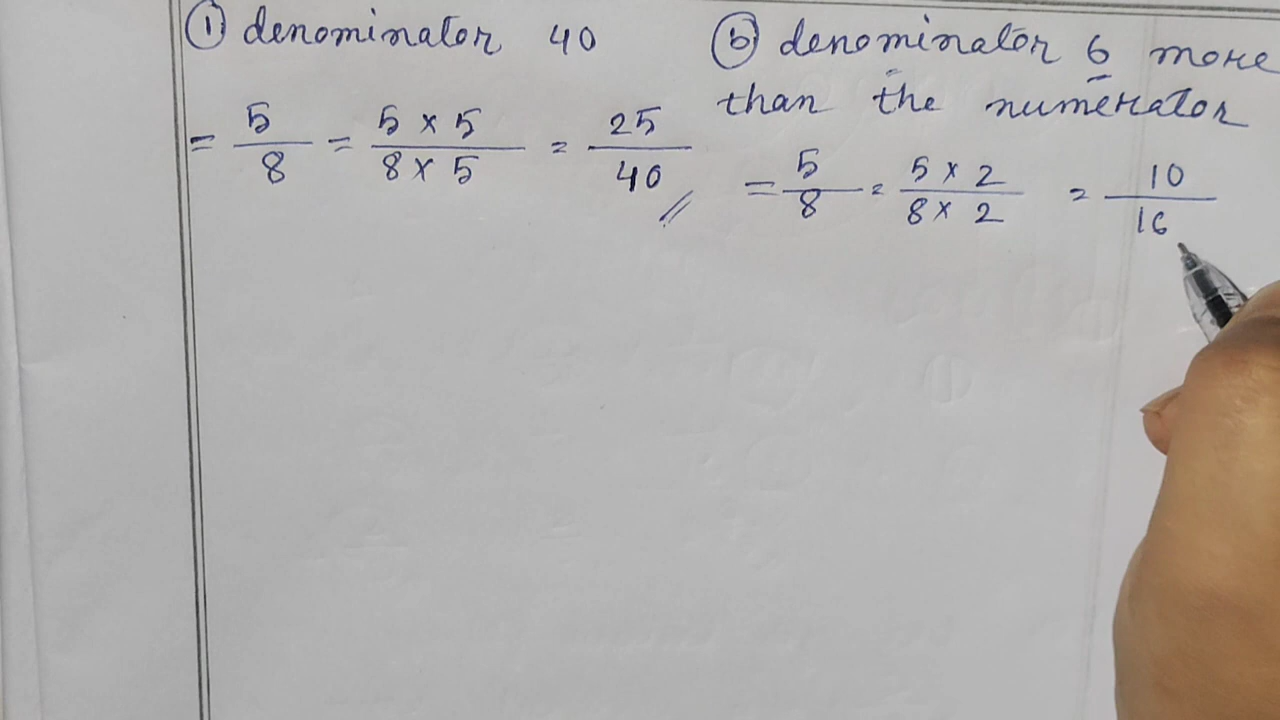 ① denominator 40
= 5/8 = 5 × 5 / 8 × 5 = 25/40 //
ⓑ denominator 6 more
than the numerator
= 5/8 = 5 × 2 / 8 × 2 = 10/16